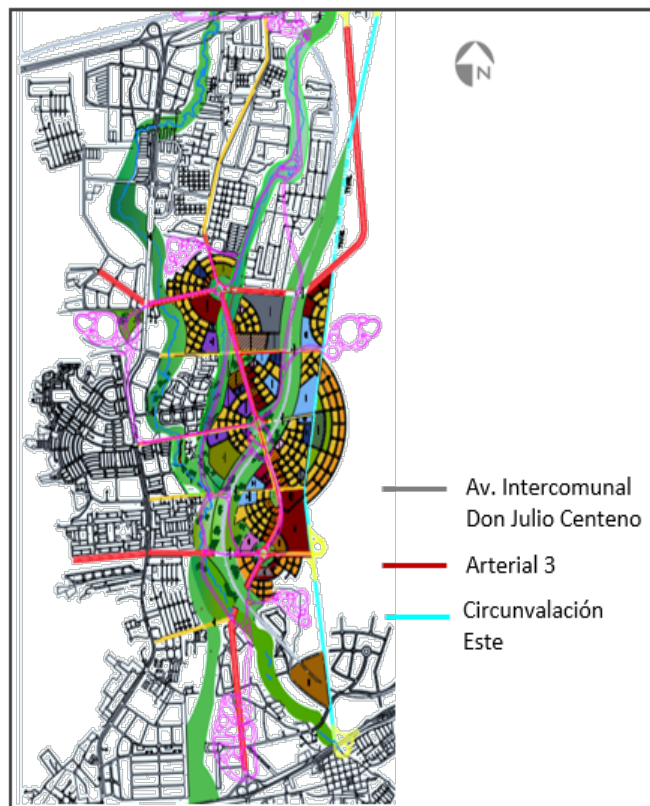 N
Av. Intercomunal
Don Julio Centeno
Arterial 3
Circunvalación
Este